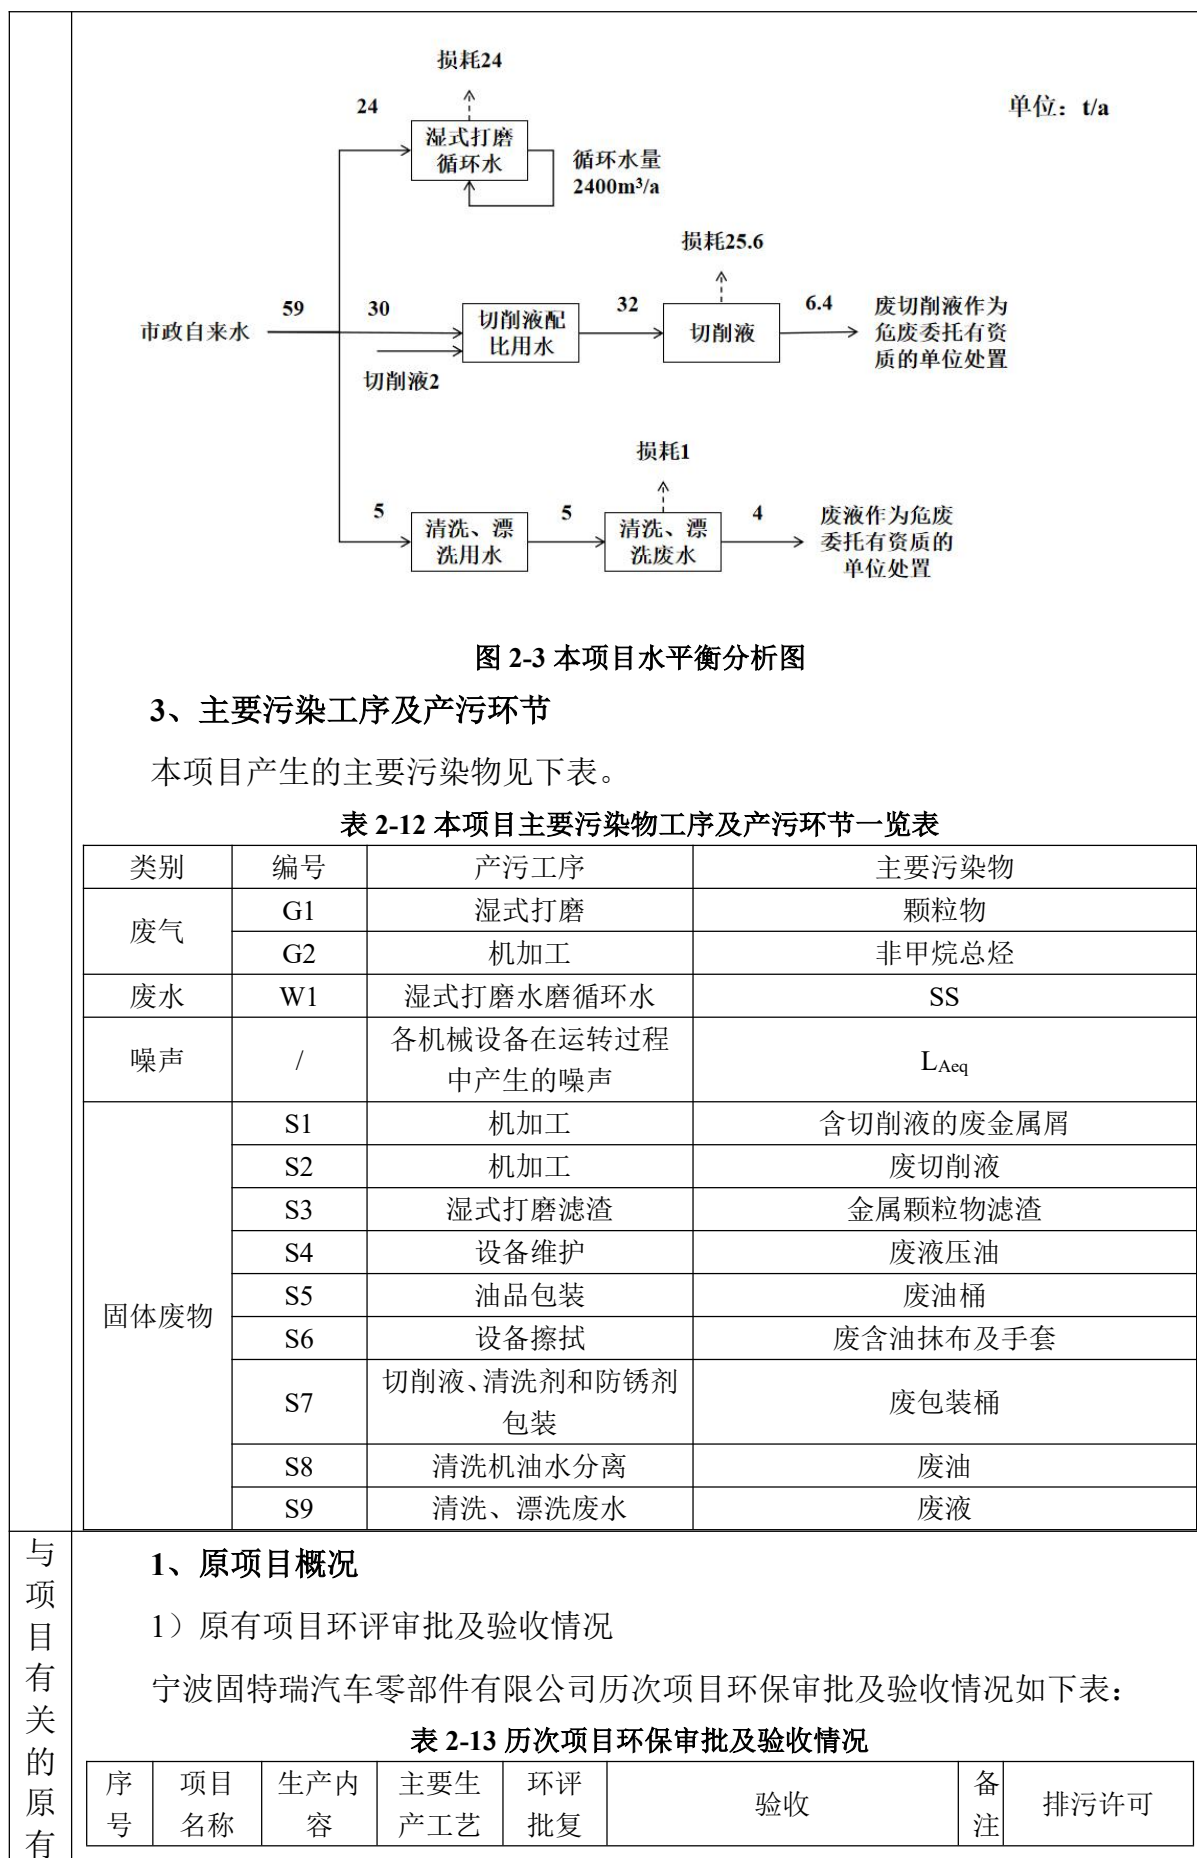 损耗24
24
单位：t/a
湿式打磨
循环水
循环水量
2400m³/a
损耗25.6
市政自来水
59
30
切削液配
比用水
32
切削液
6.4
废切削液作为
危废委托有资
质的单位处置
切削液2
损耗1
5
清洗、漂
洗用水
5
清洗、漂
洗废水
4
废液作为危废
委托有资质的
单位处置
图 2-3 本项目水平衡分析图
3、主要污染工序及产污环节
本项目产生的主要污染物见下表。
表 2-12 本项目主要污染物工序及产污环节一览表
类别 编号 产污工序 主要污染物
废气 G1 湿式打磨 颗粒物
G2 机加工 非甲烷总烃
废水 W1 湿式打磨水磨循环水 SS
噪声 / 各机械设备在运转过程
中产生的噪声 LAeq
固体废物 S1 机加工 含切削液的废金属屑
S2 机加工 废切削液
S3 湿式打磨滤渣 金属颗粒物滤渣
S4 设备维护 废液压油
S5 油品包装 废油桶
S6 设备擦拭 废含油抹布及手套
S7 切削液、清洗剂和防锈剂
包装 废包装桶
S8 清洗机油水分离 废油
S9 清洗、漂洗废水 废液
与
项
目
有
关
的
原
有
1、原项目概况
1）原有项目环评审批及验收情况
宁波固特瑞汽车零部件有限公司历次项目环保审批及验收情况如下表：
表 2-13 历次项目环保审批及验收情况
序
号 项目
名称 生产内
容 主要生
产工艺 环评
批复 验收 备
注 排污许可